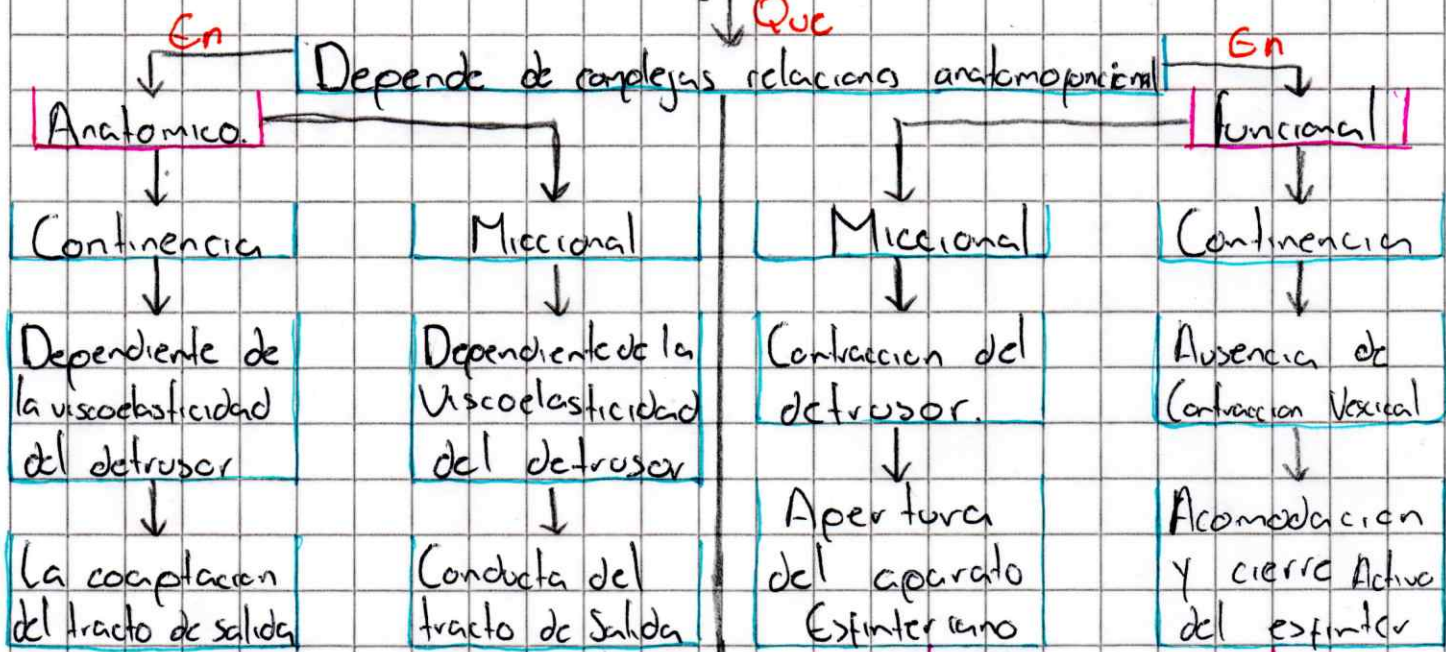 Que
En
En
Depende de complejas relaciones anatomofuncional
Anatomico.
funcional
Continencia
Miccional
Miccional
Continencia
Dependiente de
la viscoelasticidad
del detrusor
Dependiente de la
Viscoelasticidad
del detrusor
Contraccion del
detrusor.
Ausencia de
Contraccion Vesical
La coaptacion
del tracto de salida
Conducta del
tracto de Salida
Apertura
del aparato
Esfinteriano
Acomodacion
y cierre Activo
del esfinter